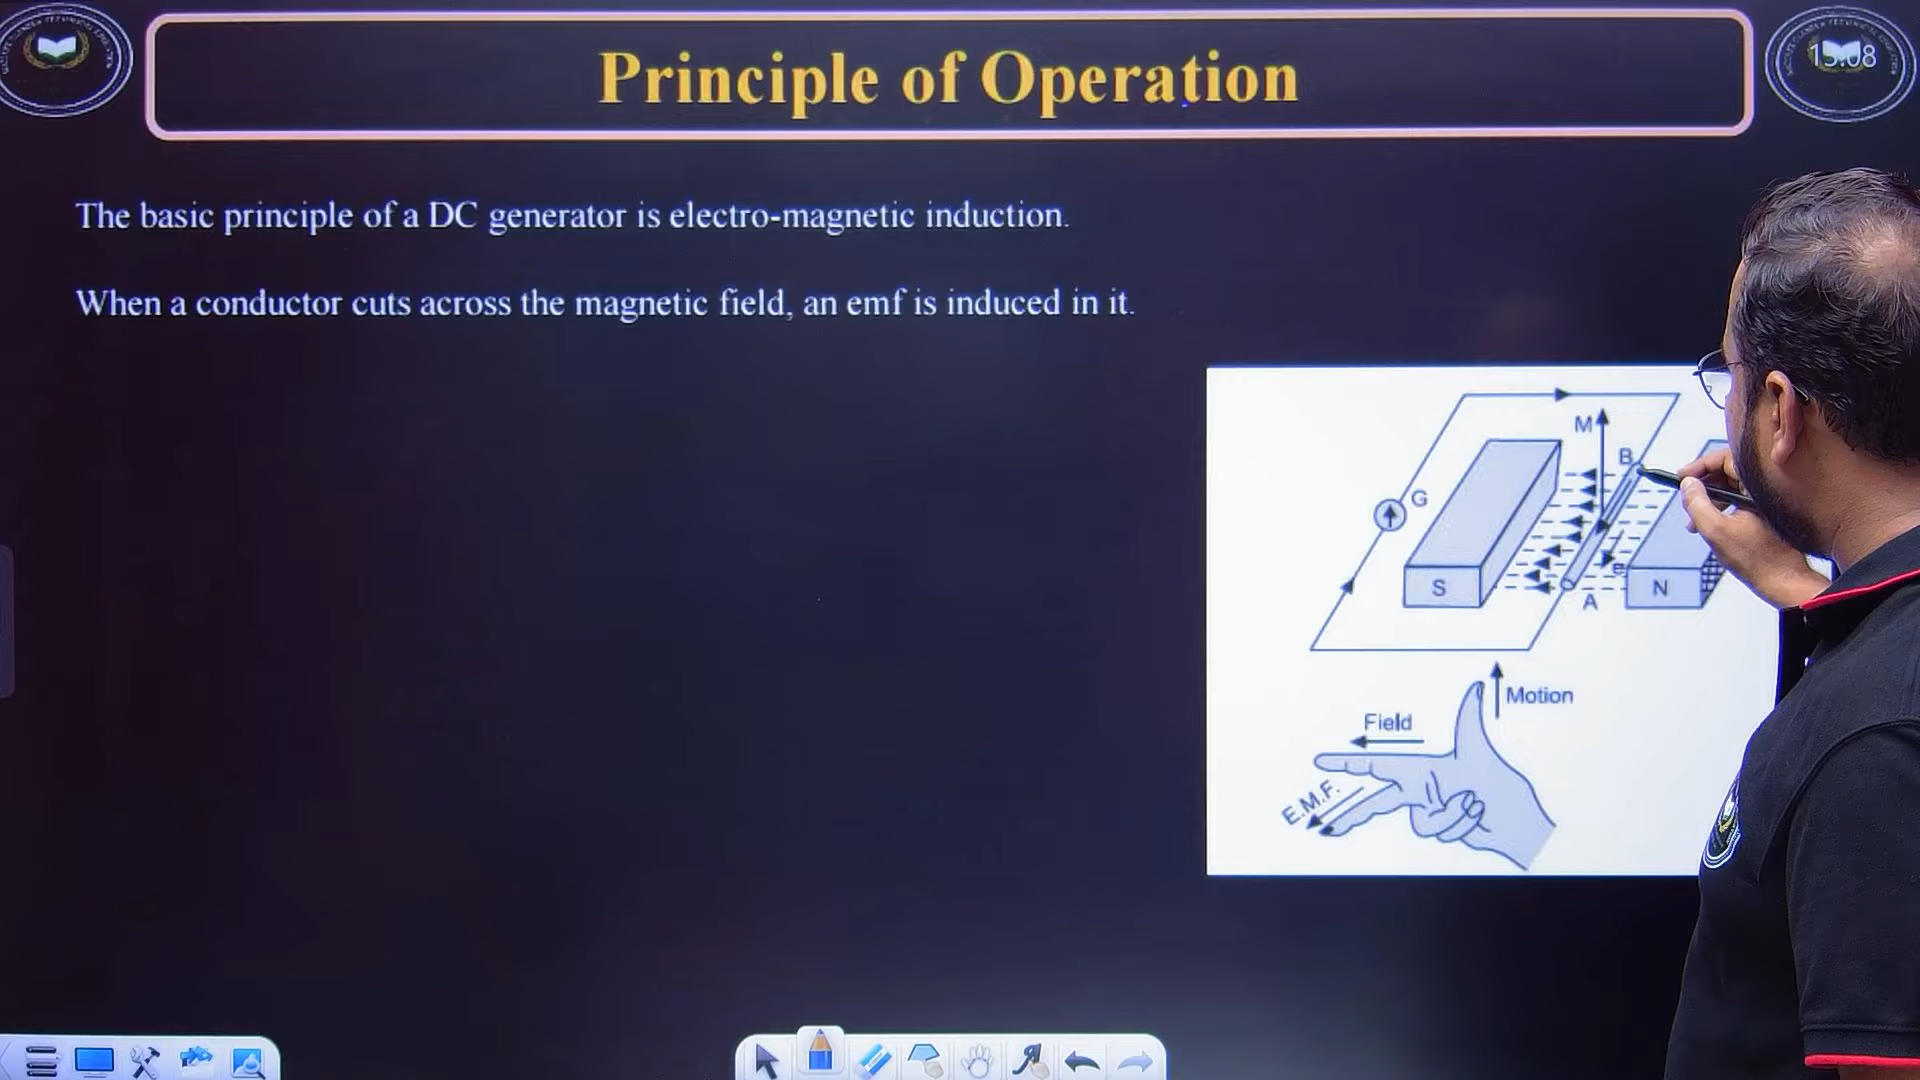 Principle of Operation
15:08
The basic principle of a DC generator is electro-magnetic induction.
When a conductor cuts across the magnetic field, an emf is induced in it.
M
B
G
e
S
A
N
Motion
Field
E.M.F.